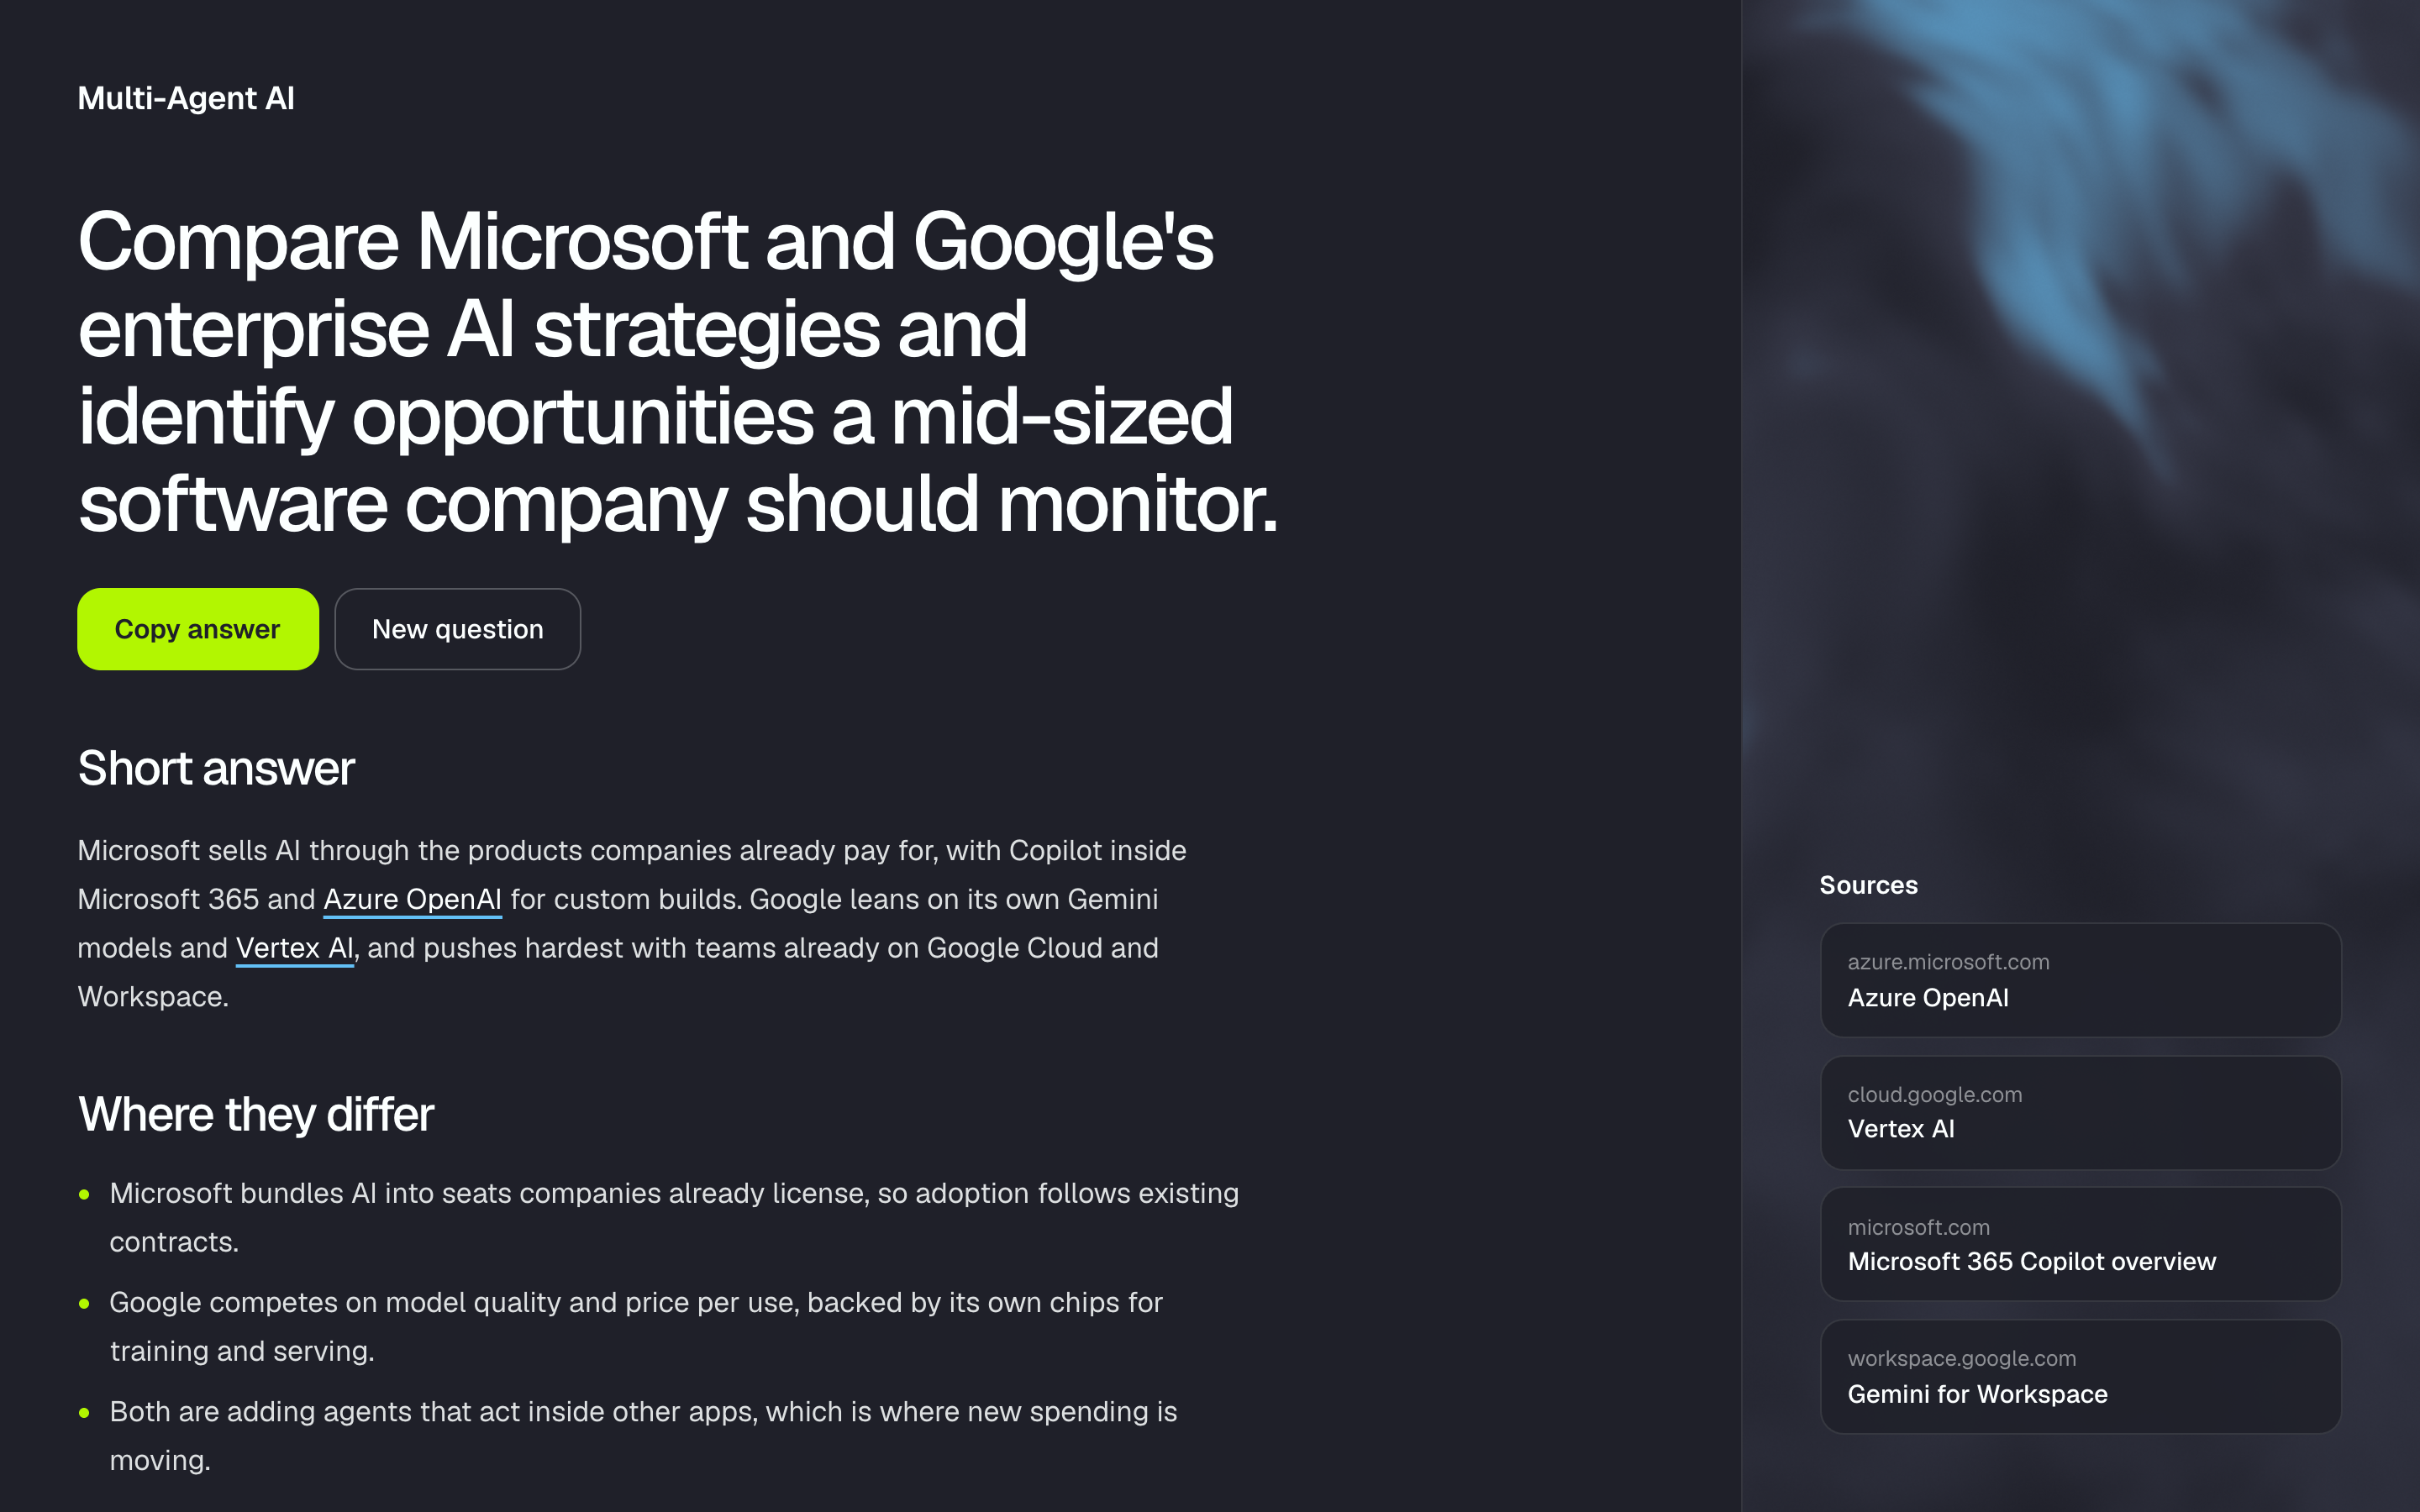 Multi-Agent AI
Compare Microsoft and Google's
enterprise AI strategies and
identify opportunities a mid-sized
software company should monitor.
Copy answer
New question
Short answer
Microsoft sells AI through the products companies already pay for, with Copilot inside
Microsoft 365 and Azure OpenAI for custom builds. Google leans on its own Gemini
models and Vertex AI, and pushes hardest with teams already on Google Cloud and
Workspace.
Where they differ
• Microsoft bundles AI into seats companies already license, so adoption follows existing
contracts.
• Google competes on model quality and price per use, backed by its own chips for
training and serving.
• Both are adding agents that act inside other apps, which is where new spending is
moving.
Sources
azure.microsoft.com
Azure OpenAI
cloud.google.com
Vertex AI
microsoft.com
Microsoft 365 Copilot overview
workspace.google.com
Gemini for Workspace